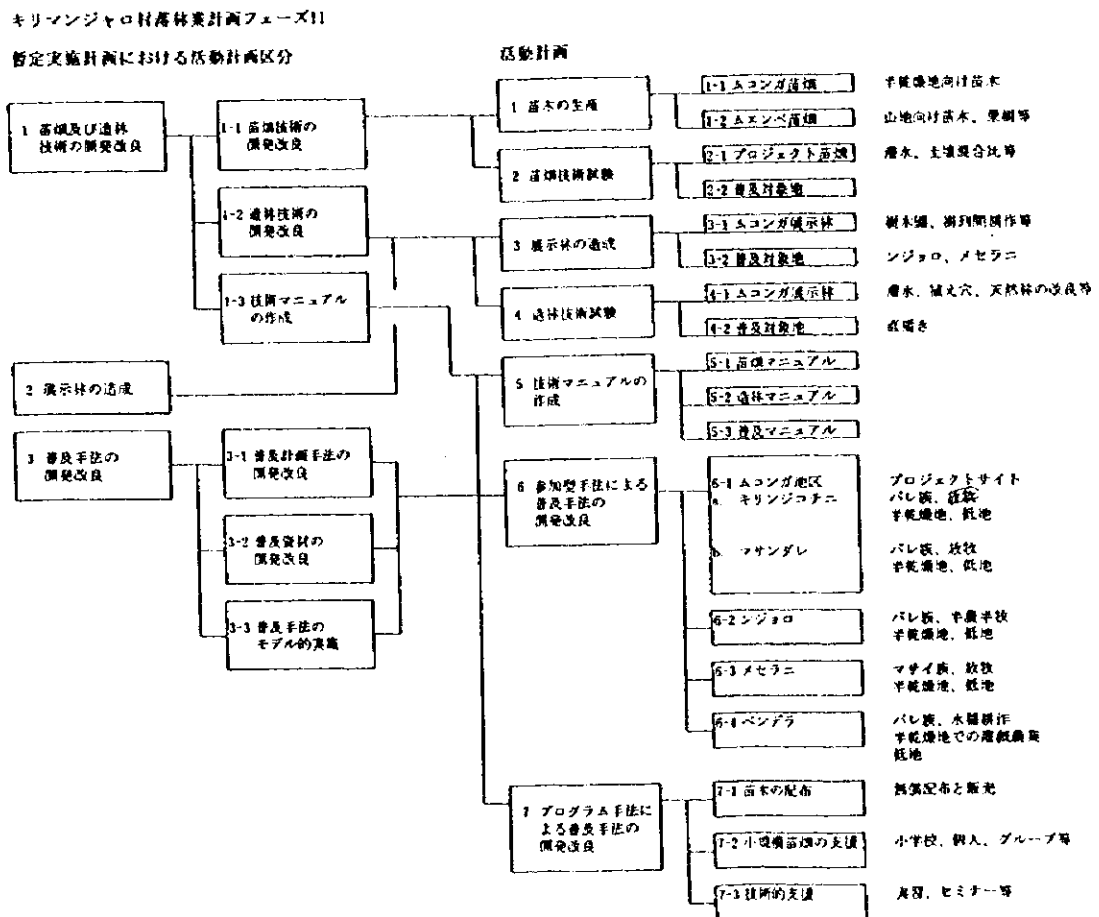 キリマンジャロ村落林業計画フェーズII
暫定実施計画における活動計画区分
活動計画
1 苗畑及び造林
技術の開発改良
1-1 苗畑技術の
開発改良
1-2 造林技術の
開発改良
1-3 技術マニュアル
の作成
2 展示林の造成
3 普及手法の
開発改良
3-1 普及計画手法の
開発改良
3-2 普及資材の
開発改良
3-3 普及手法の
モデル的実施
1 苗木の生産
1-1 ムコンガ苗畑
半乾燥地向け苗木
1-2 ムエンベ苗畑
山地向け苗木、果樹等
2 苗畑技術試験
2-1 プロジェクト苗畑
潅水、土壌混合比等
2-2 普及対象地
3 展示林の造成
3-1 ムコンガ展示林
樹木園、樹列間耕作等
3-2 普及対象地
ンジョロ、メセラニ
4 造林技術試験
4-1 ムコンガ展示林
潅水、植え穴、天然林の改良等
4-2 普及対象地
直播き
5 技術マニュアルの
作成
5-1 苗畑マニュアル
5-2 造林マニュアル
5-3 普及マニュアル
6 参加型手法による
普及手法の
開発改良
6-1 ムコンガ地区
a. キリンジコチニ
プロジェクトサイト
パレ族、
半乾燥地、低地
b. マサンダレ
パレ族、放牧
半乾燥地、低地
6-2 ンジョロ
パレ族、半農半牧
半乾燥地、低地
6-3 メセラニ
マサイ族、放牧
半乾燥地、低地
6-4 ペンデラ
パレ族、水稲耕作
半乾燥地での灌漑農業
低地
7 プログラム手法に
よる普及手法の
開発改良
7-1 苗木の配布
無償配布と販売
7-2 小規模苗畑の支援
小学校、個人、グループ等
7-3 技術的支援
実習、セミナー等